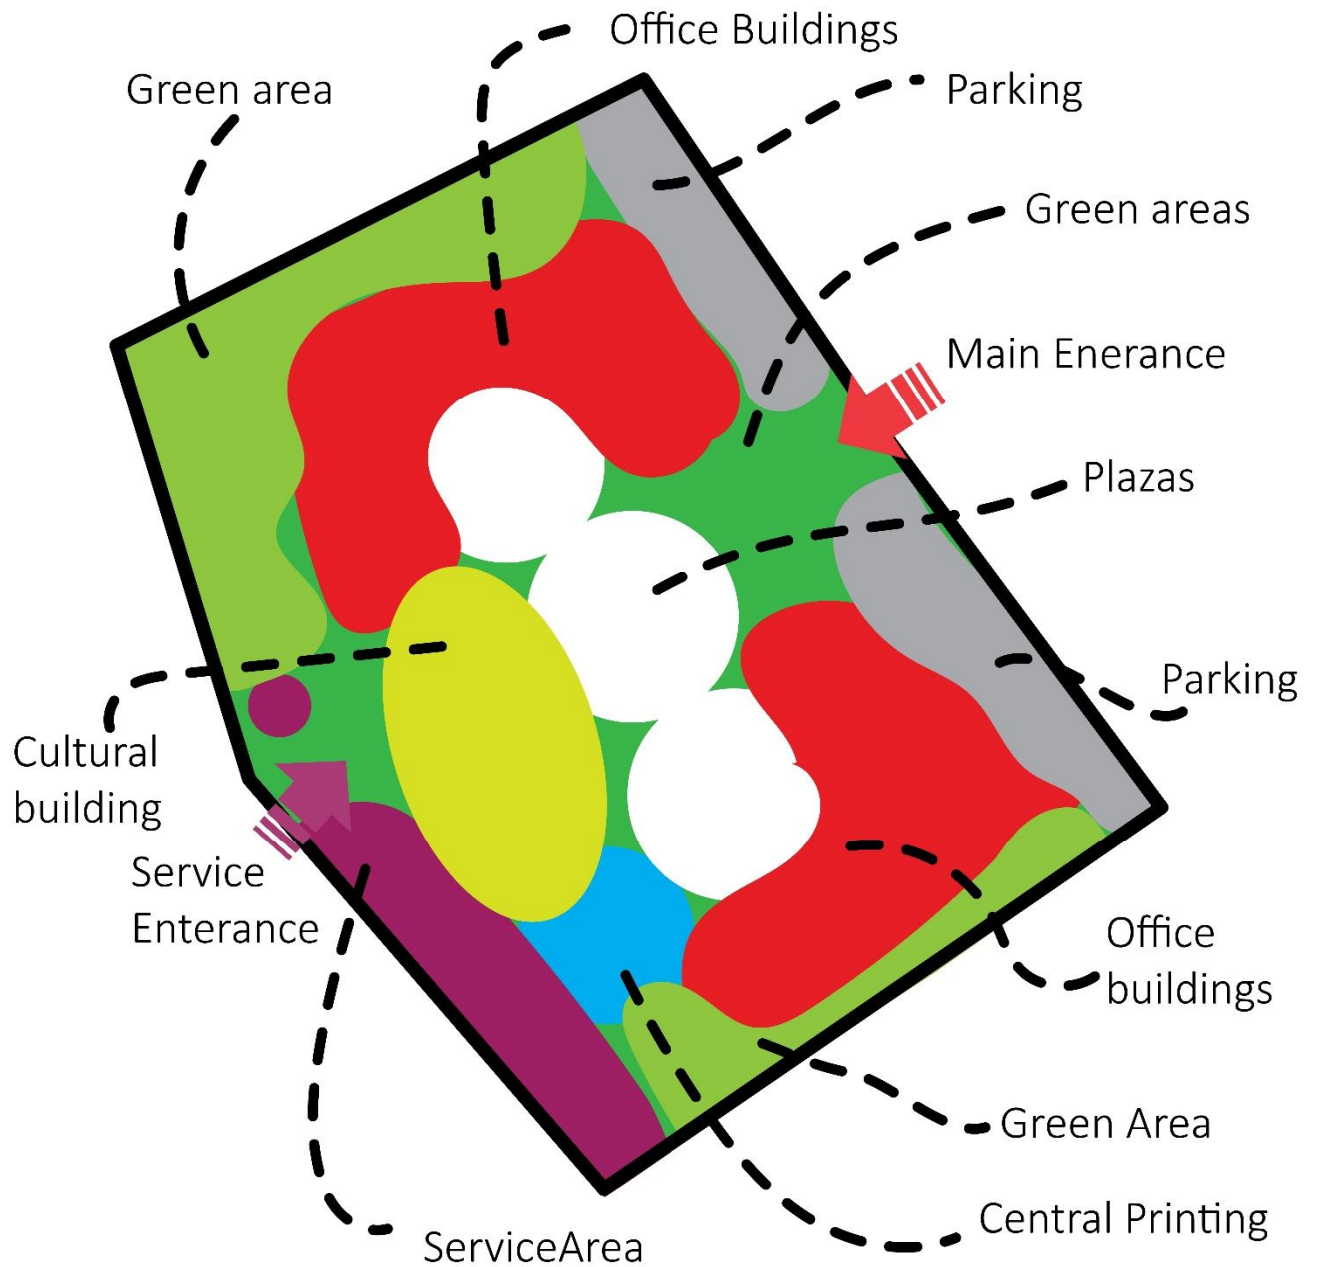 Office Buildings
Green area
Parking
Green areas
Main Enerance
Plazas
Parking
Cultural
building
Service
Enterance
Office
buildings
Green Area
Central Printing
ServiceArea